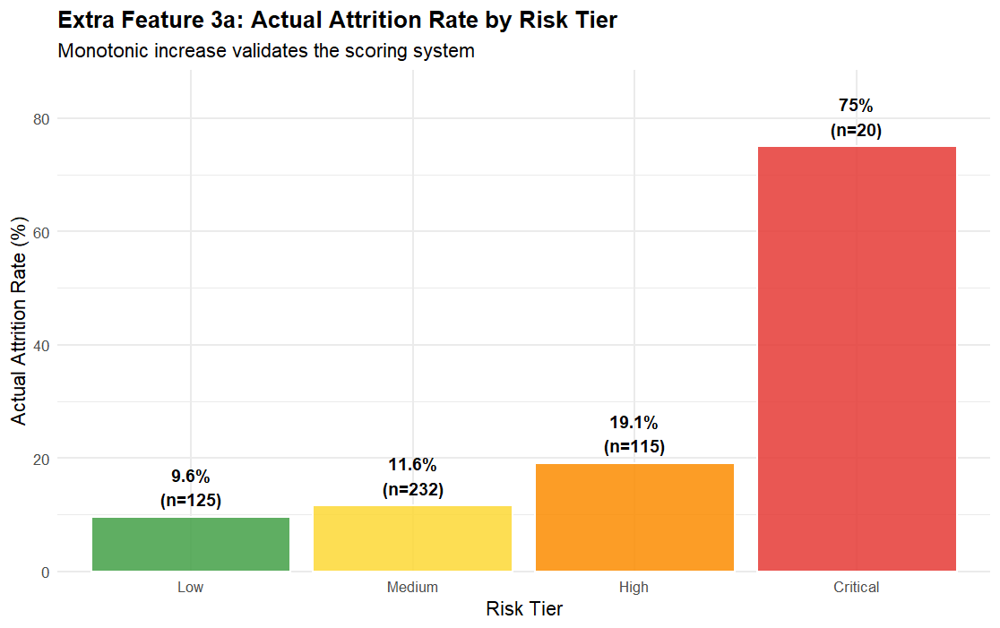 Extra Feature 3a: Actual Attrition Rate by Risk Tier
Monotonic increase validates the scoring system
Actual Attrition Rate (%)
80
60
40
20
0
9.6%
(n=125)
11.6%
(n=232)
19.1%
(n=115)
75%
(n=20)
Low
Medium
High
Critical
Risk Tier